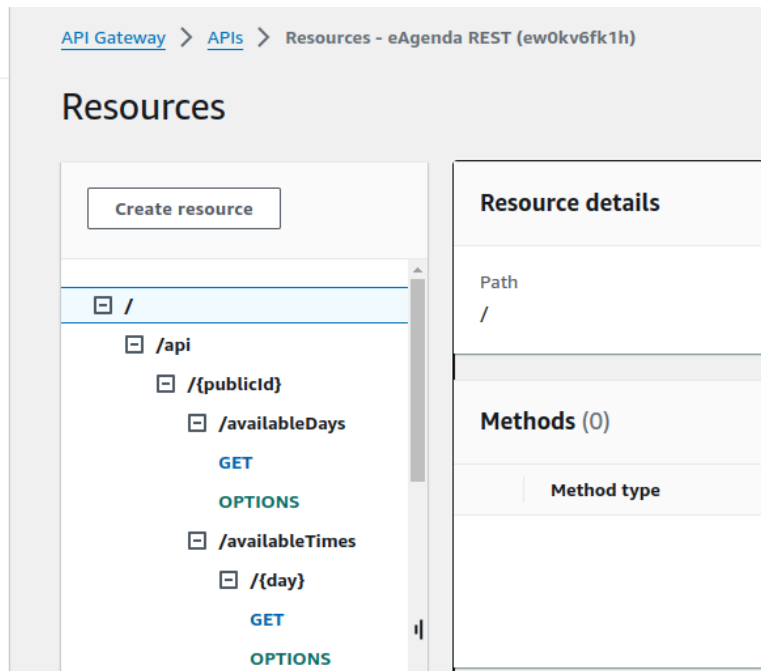 API Gateway > APIs > Resources - eAgenda REST (ew0kv6fk1h)
Resources
Create resource
/
/api
/{publicId}
/availableDays
GET
OPTIONS
/availableTimes
/{day}
GET
OPTIONS
Resource details
Path
/
Methods (0)
Method type